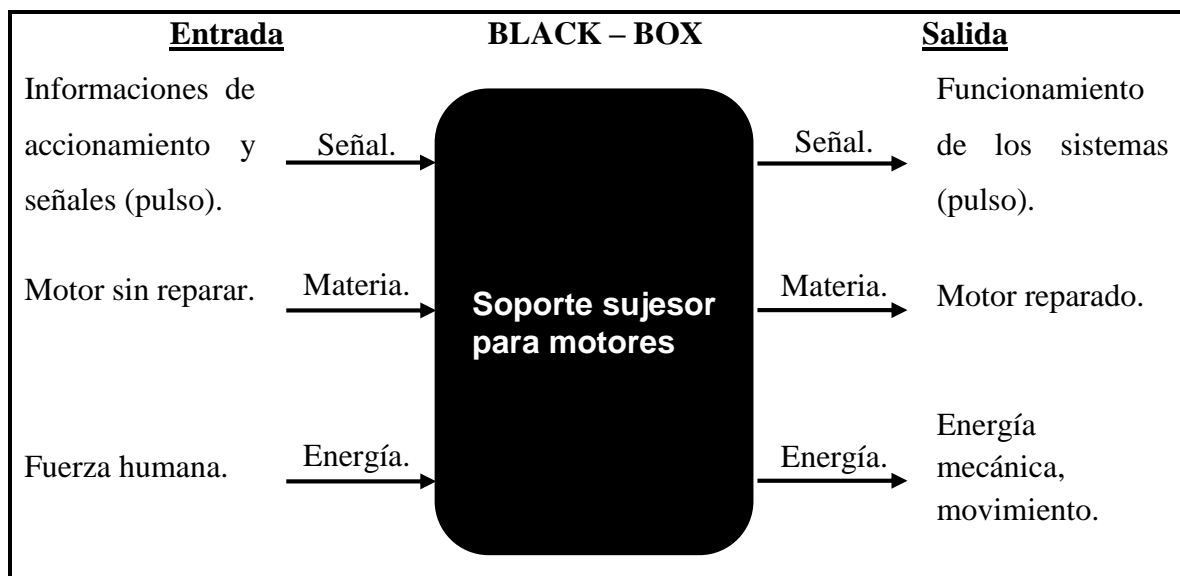 Entrada
BLACK – BOX
Salida
Informaciones de
accionamiento y
señales (pulso).
Señal.
Señal.
Funcionamiento
de los sistemas
(pulso).
Motor sin reparar.
Materia.
Soporte sujesor
para motores
Materia.
Motor reparado.
Fuerza humana.
Energía.
Energía.
Energía
mecánica,
movimiento.